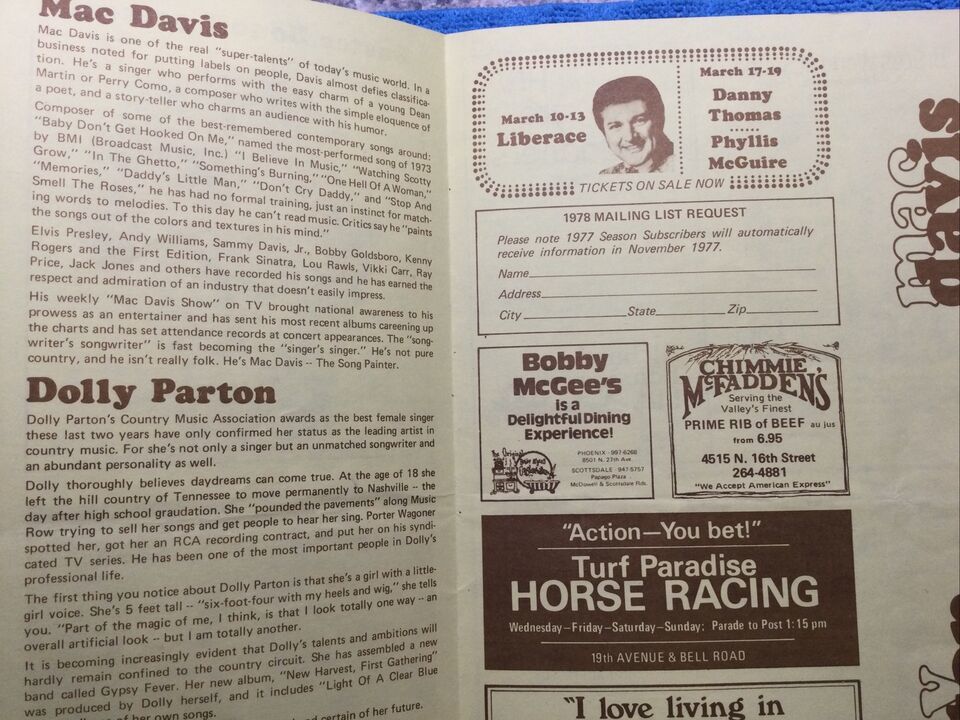 Mac Davis
Mac Davis is one of the real "super-talents" of today's music world. In a
business noted for putting labels on people, Davis almost defies classifica-
tion. He's a singer who performs with the easy charm of a young Dean
Martin or Perry Como, a composer who writes with the simple eloquence of
a poet, and a story-teller who charms an audience with his humor.
Composer of some of the best-remembered contemporary songs around:
"Baby Don't Get Hooked On Me," named the most-performed song of 1973
by BMI (Broadcast Music, Inc.) "I Believe In Music," "Watching Scotty
Grow," "In The Ghetto," "Something's Burning," "One Hell Of A Woman,"
"Memories," "Daddy's Little Man," "Don't Cry Daddy," and "Stop And
Smell The Roses," he has had no formal training, just an instinct for match-
ing words to melodies. To this day he can't read music. Critics say he "paints
the songs out of the colors and textures in his mind."
Elvis Presley, Andy Williams, Sammy Davis, Jr., Bobby Goldsboro, Kenny
Rogers and the First Edition, Frank Sinatra, Lou Rawls, Vikki Carr, Ray
Price, Jack Jones and others have recorded his songs and he has earned the
respect and admiration of an industry that doesn't easily impress.
His weekly "Mac Davis Show" on TV brought national awareness to his
prowess as an entertainer and has sent his most recent albums careening up
the charts and has set attendance records at concert appearances. The "song-
writer's songwriter" is fast becoming the "singer's singer." He's not pure
country, and he isn't really folk. He's Mac Davis -- The Song Painter.
Dolly Parton
Dolly Parton's Country Music Association awards as the best female singer
these last two years have only confirmed her status as the leading artist in
country music. For she's not only a singer but an unmatched songwriter and
an abundant personality as well.
Dolly thoroughly believes daydreams can come true. At the age of 18 she
left the hill country of Tennessee to move permanently to Nashville -- the
day after high school graudation. She "pounded the pavements" along Music
Row trying to sell her songs and get people to hear her sing. Porter Wagoner
spotted her, got her an RCA recording contract, and put her on his syndi-
cated TV series. He has been one of the most important people in Dolly's
professional life.
The first thing you notice about Dolly Parton is that she's a girl with a little-
girl voice. She's 5 feet tall -- "six-foot-four with my heels and wig," she tells
you. "Part of the magic of me, I think, is that I look totally one way -- an
overall artificial look -- but I am totally another.
It is becoming increasingly evident that Dolly's talents and ambitions will
hardly remain confined to the country circuit. She has assembled a new
band called Gypsy Fever. Her new album, "New Harvest, First Gathering"
was produced by Dolly herself, and it includes "Light Of A Clear Blue
of her own songs.
certain of her future.
March 10-13
Liberace
March 17-19
Danny
Thomas
Phyllis
McGuire
TICKETS ON SALE NOW
1978 MAILING LIST REQUEST
Please note 1977 Season Subscribers will automatically
receive information in November 1977.
Name
Address
City State Zip
Bobby
McGee's
is a
Delightful Dining
Experience!
The Original
PHOENIX - 997-6268
8501 N. 27th Ave.
SCOTTSDALE - 947-5757
Papago Plaza
McDowell & Scottsdale Rds.
CHIMMIE
McFADDEN'S
Serving the
Valley's Finest
PRIME RIB of BEEF au jus
from 6.95
4515 N. 16th Street
264-4881
"We Accept American Express"
"Action—You bet!"
Turf Paradise
HORSE RACING
Wednesday—Friday—Saturday—Sunday: Parade to Post 1:15 pm
19th AVENUE & BELL ROAD
"I love living in
mac
davis